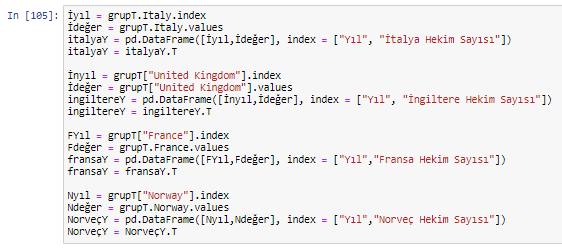 In [105]: İyıl = grupT.Italy.index
İdeğer = grupT.Italy.values
italyaY = pd.DataFrame([İyıl,İdeğer], index = ["Yıl", "İtalya Hekim Sayısı"])
italyaY = italyaY.T
İnyıl = grupT["United Kingdom"].index
İdeğer = grupT["United Kingdom"].values
ingiltereY = pd.DataFrame([İnyıl,İdeğer], index = ["Yıl", "İngiltere Hekim Sayısı"])
ingiltereY = ingiltereY.T
FYıl = grupT["France"].index
Fdeğer = grupT.France.values
fransaY = pd.DataFrame([FYıl,Fdeğer], index = ["Yıl","Fransa Hekim Sayısı"])
fransaY = fransaY.T
Nyıl = grupT["Norway"].index
Ndeğer = grupT.Norway.values
NorveçY = pd.DataFrame([Nyıl,Ndeğer], index = ["Yıl","Norveç Hekim Sayısı"])
NorveçY = NorveçY.T